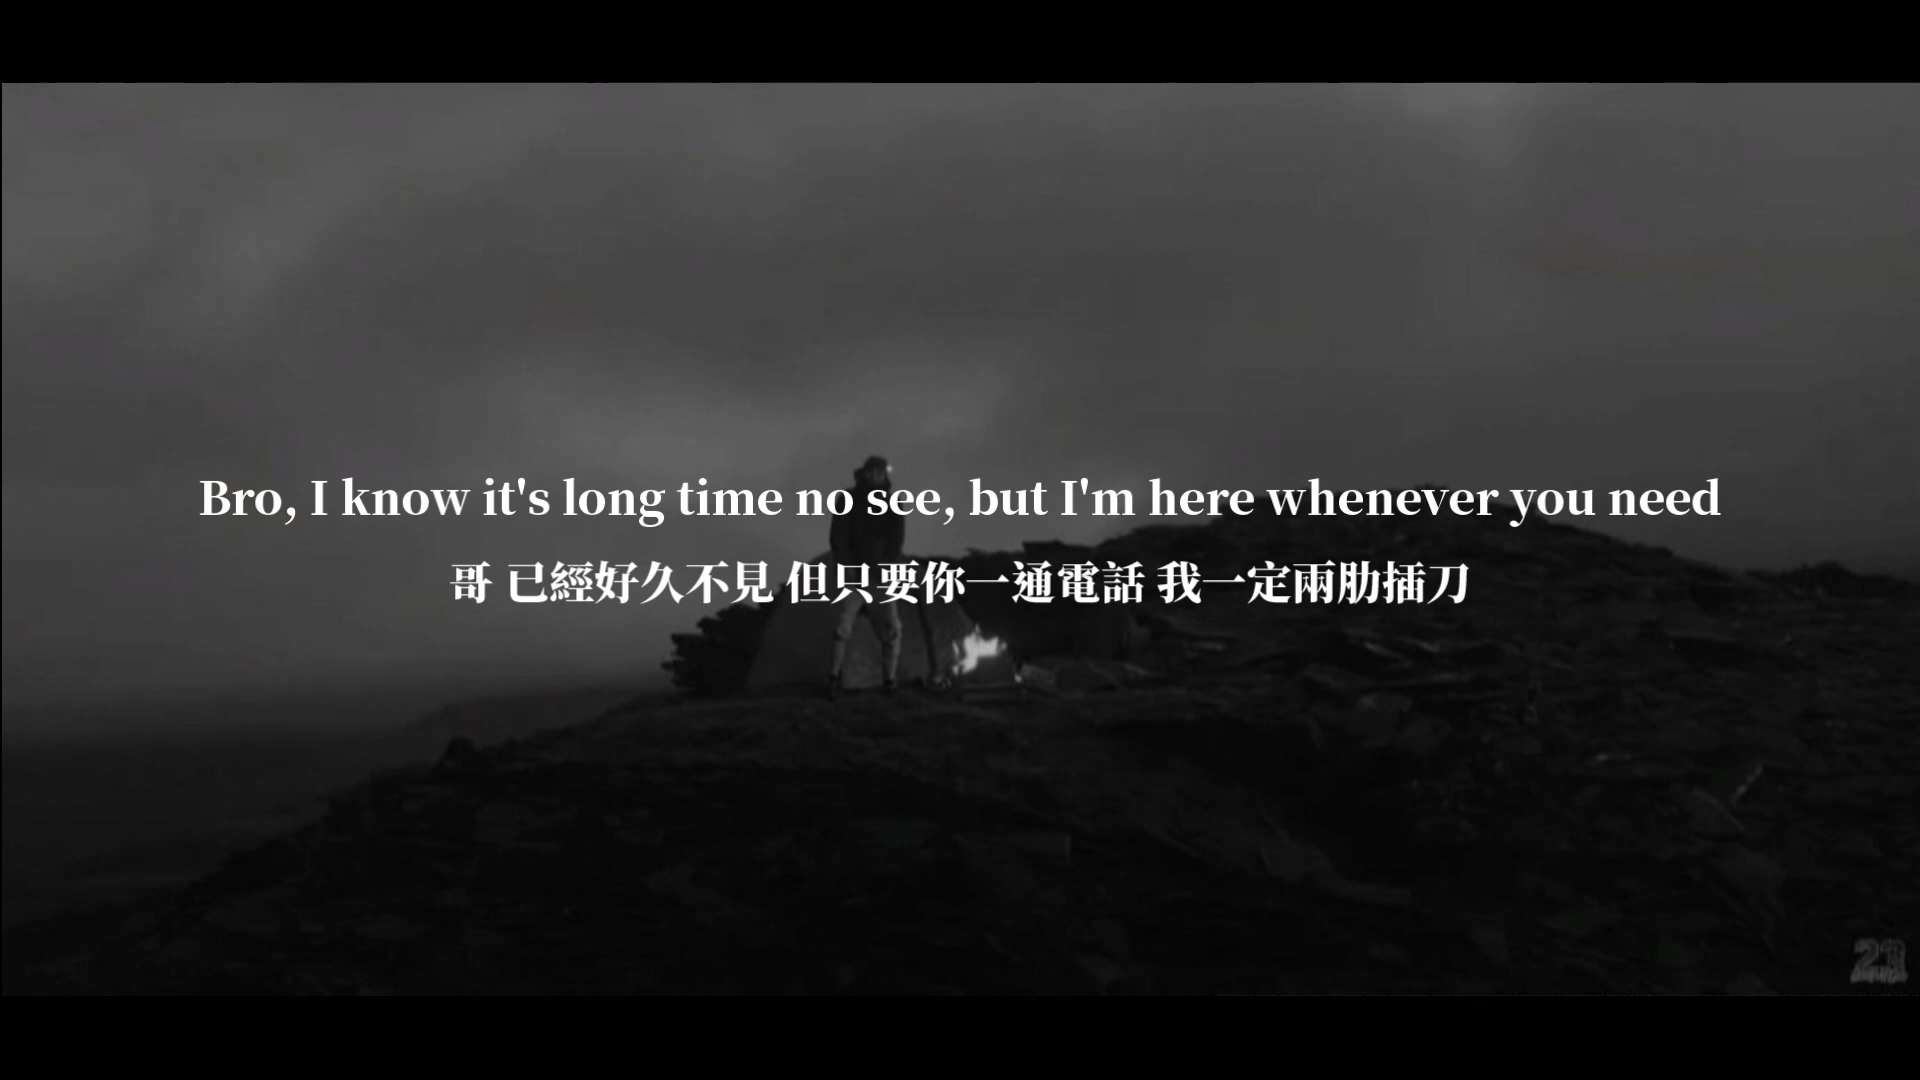 Bro, I know it's long time no see, but I'm here whenever you need
哥 已經好久不見 但只要你一通電話 我一定兩肋插刀